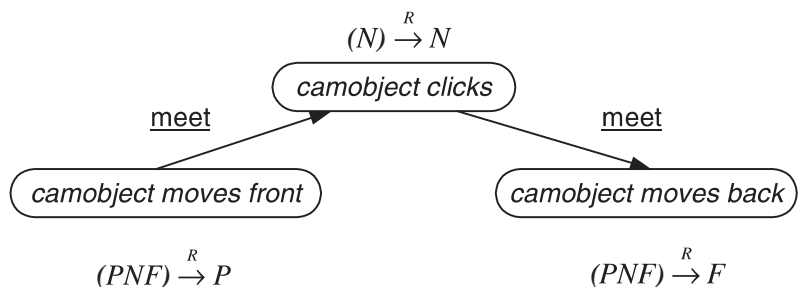 (N) →ᴿ N
camobject clicks
meet meet
camobject moves front camobject moves back
(PNF) →ᴿ P (PNF) →ᴿ F